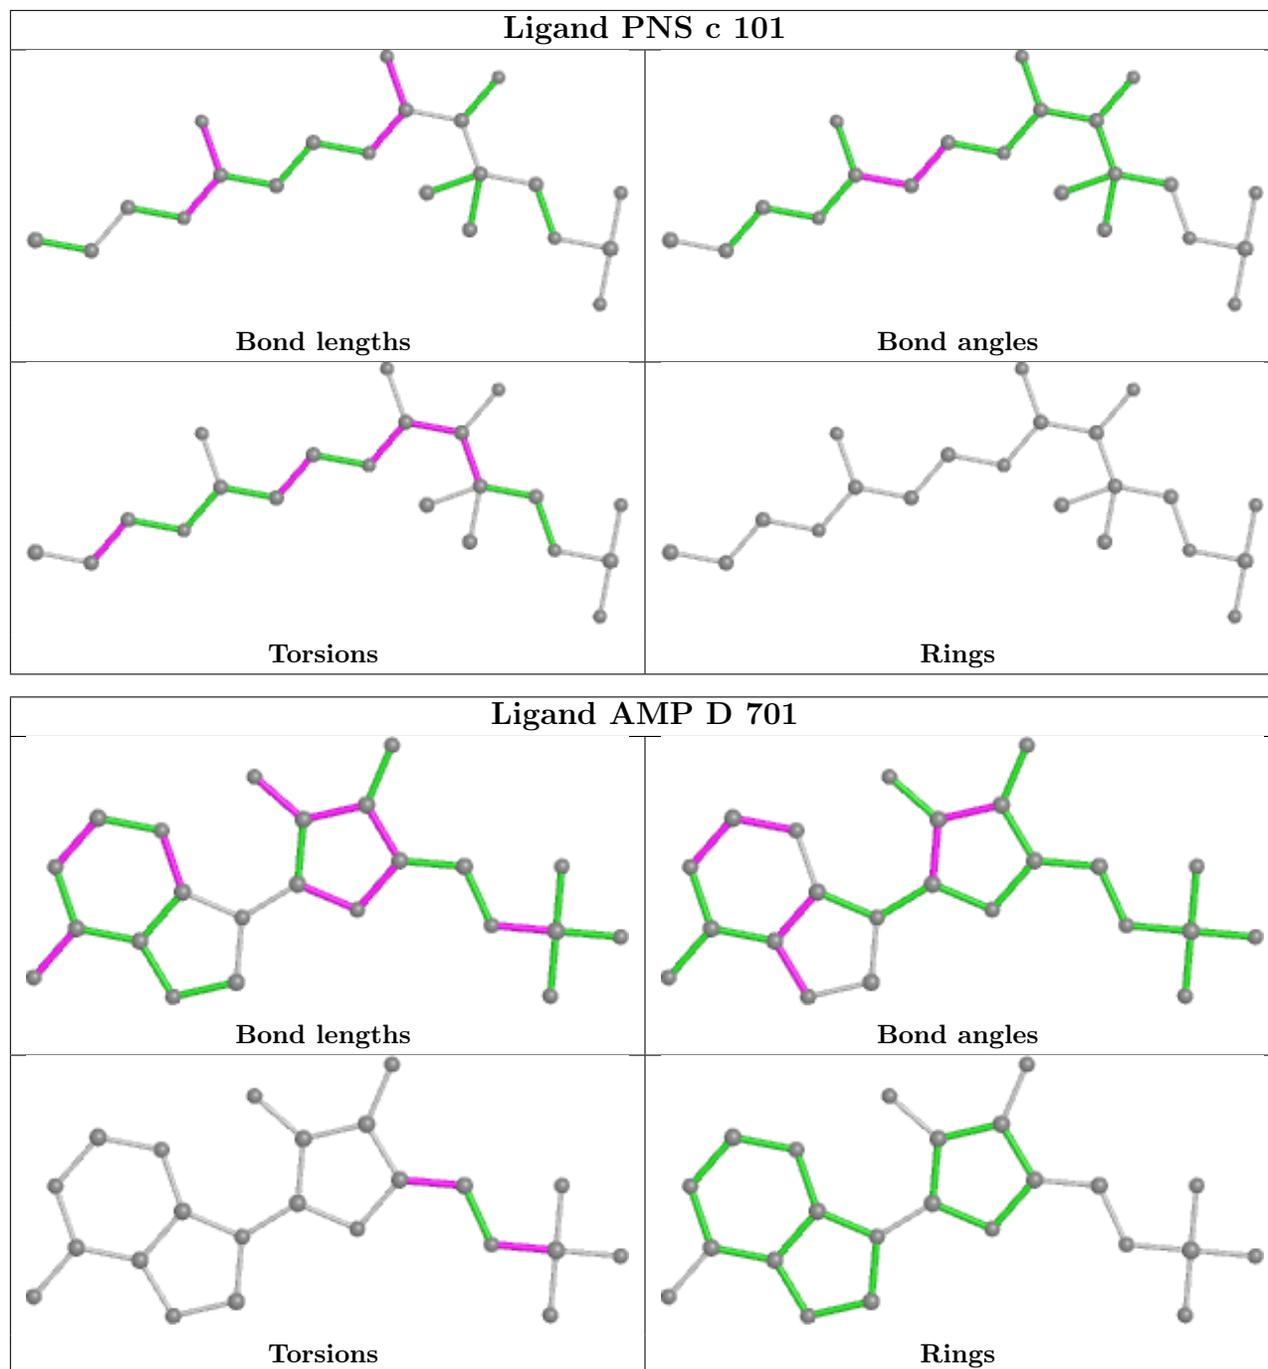 Ligand PNS c 101
Bond lengths
Bond angles
Torsions
Rings
Ligand AMP D 701
Bond lengths
Bond angles
Torsions
Rings